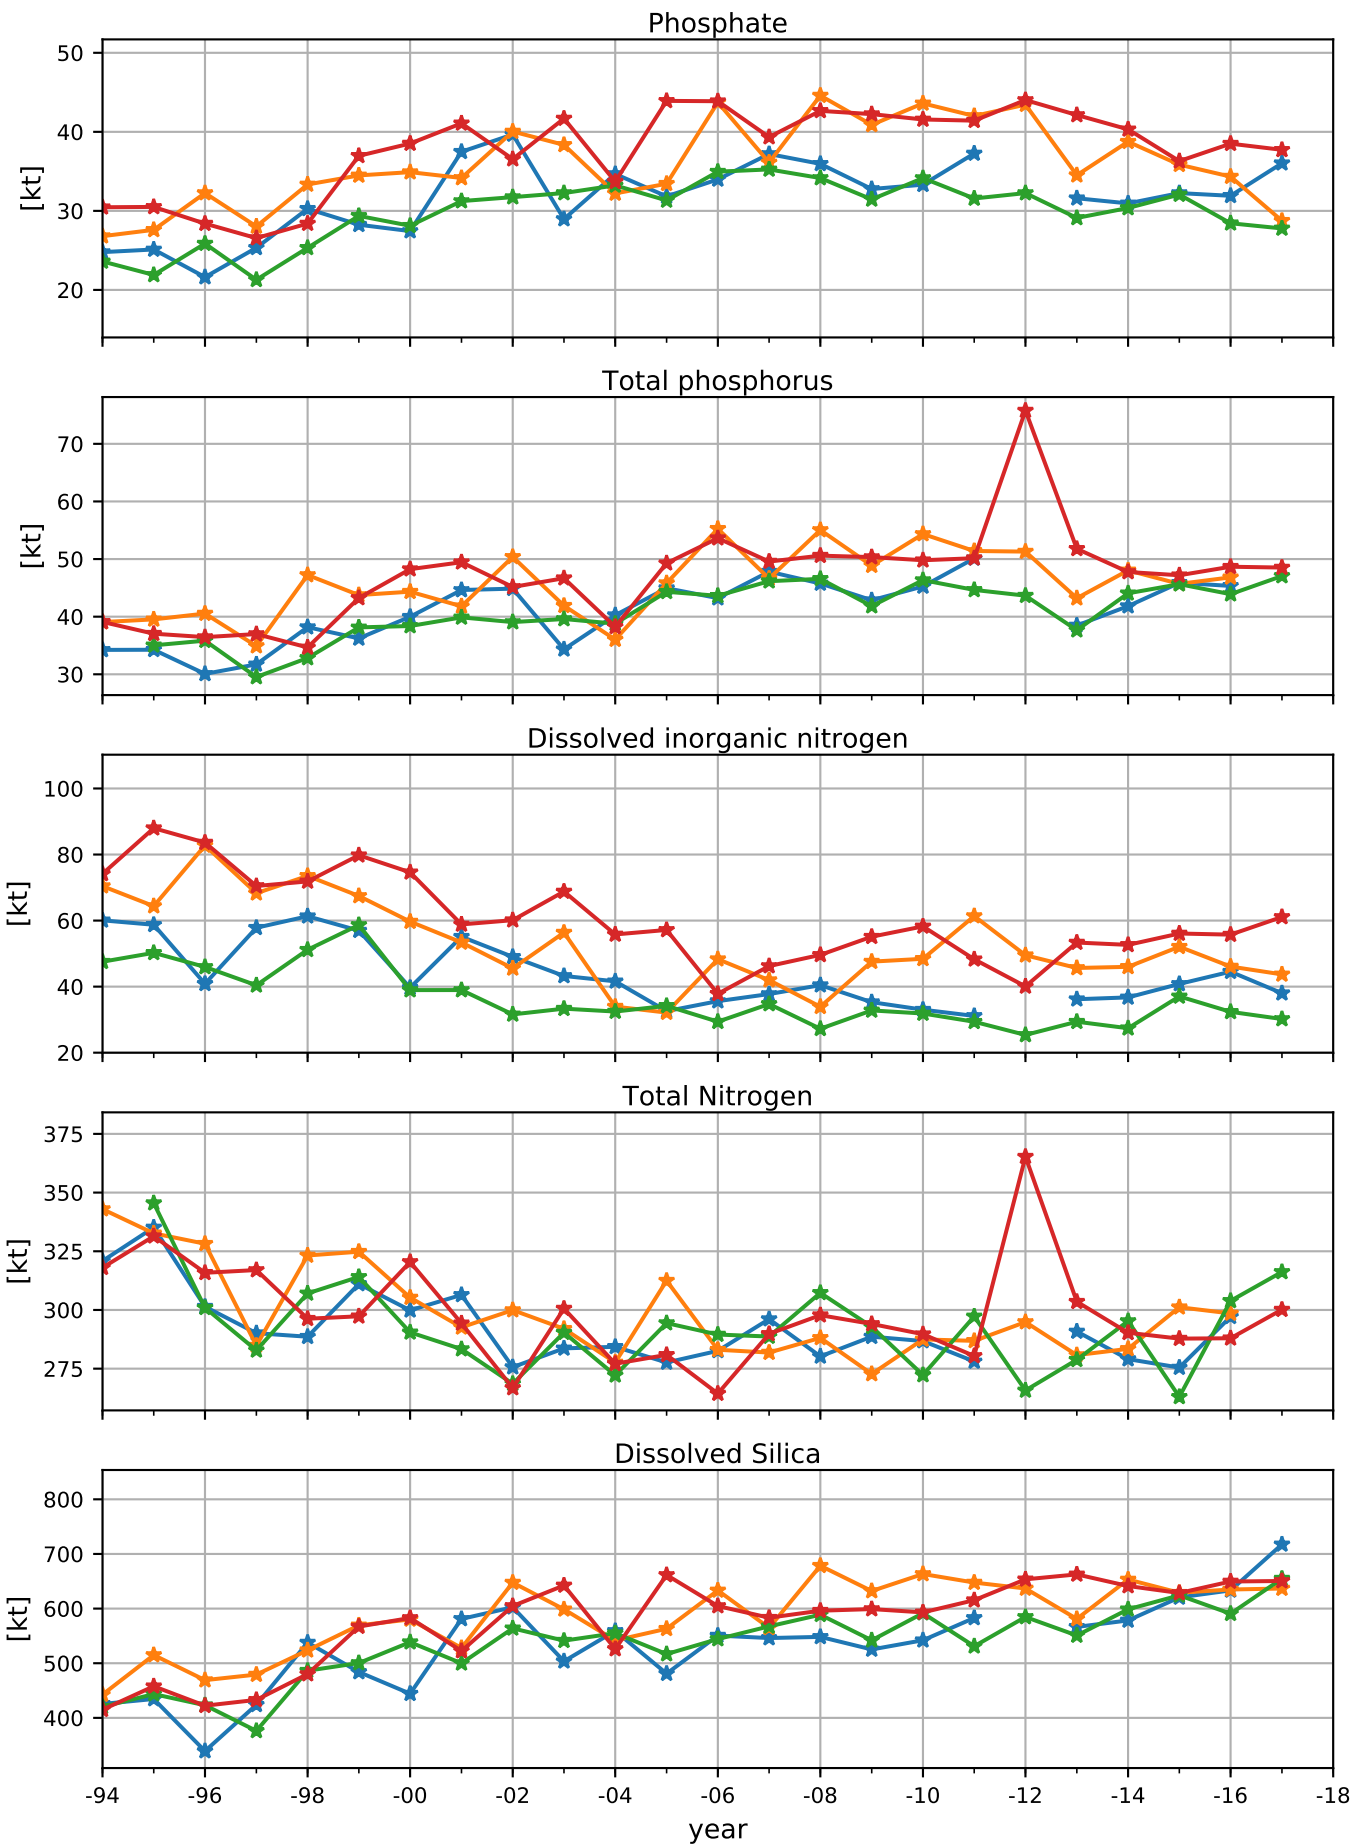 Phosphate
50
40
30
20
[kt]
Total phosphorus
70
60
50
40
30
[kt]
Dissolved inorganic nitrogen
100
80
60
40
20
[kt]
Total Nitrogen
375
350
325
300
275
[kt]
Dissolved Silica
800
700
600
500
400
[kt]
-94 -96 -98 -00 -02 -04 -06 -08 -10 -12 -14 -16 -18
year